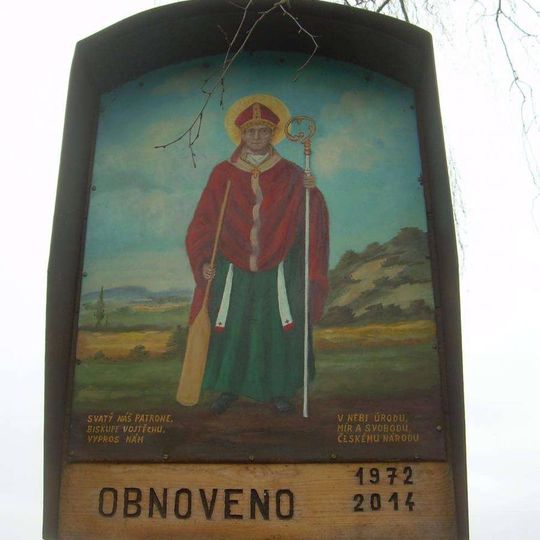 SVATÝ NÁŠ PATRONE,
BISKUPE VOJTĚCHU,
VYPROS NÁM
V NEBI ÚRODU,
MÍR A SVOBODU,
ČESKÉMU NÁRODU
OBNOVENO
1972
2014